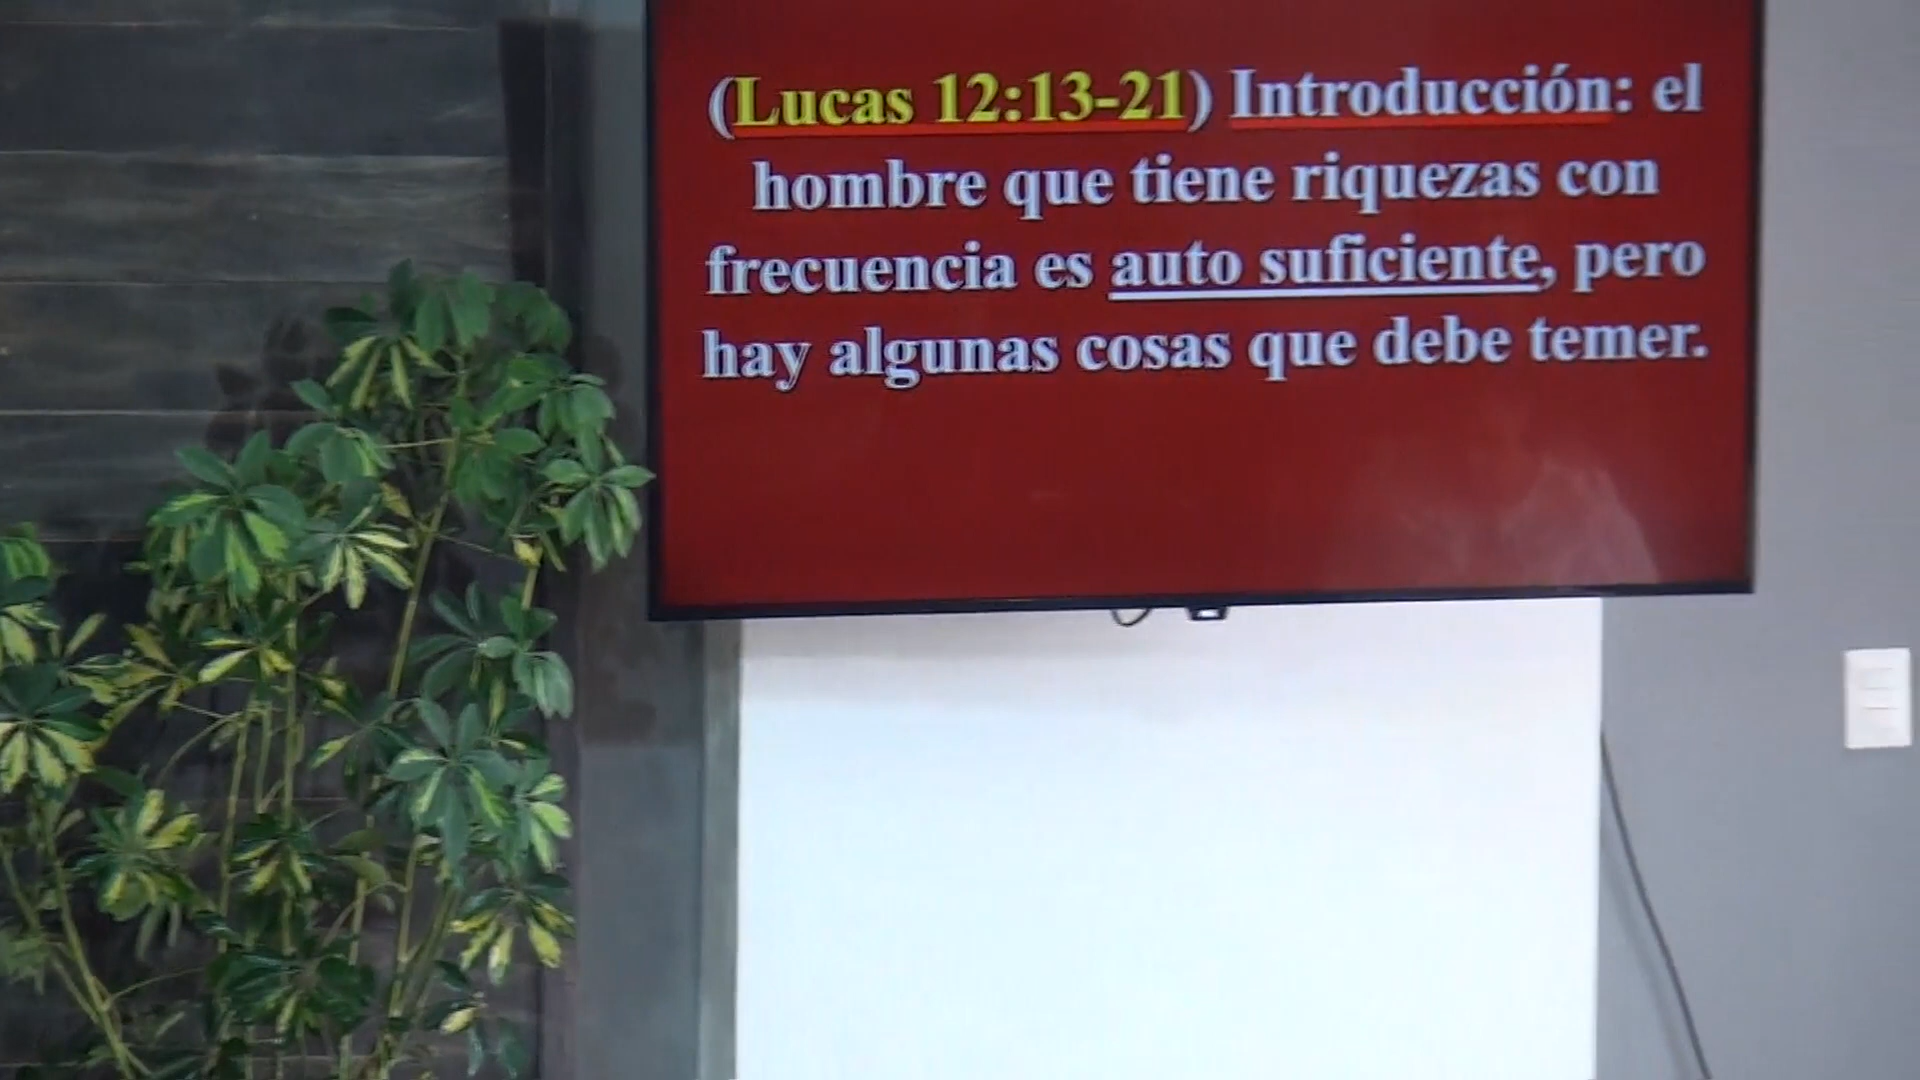 (Lucas 12:13-21) Introducción: el
hombre que tiene riquezas con
frecuencia es auto suficiente, pero
hay algunas cosas que debe temer.